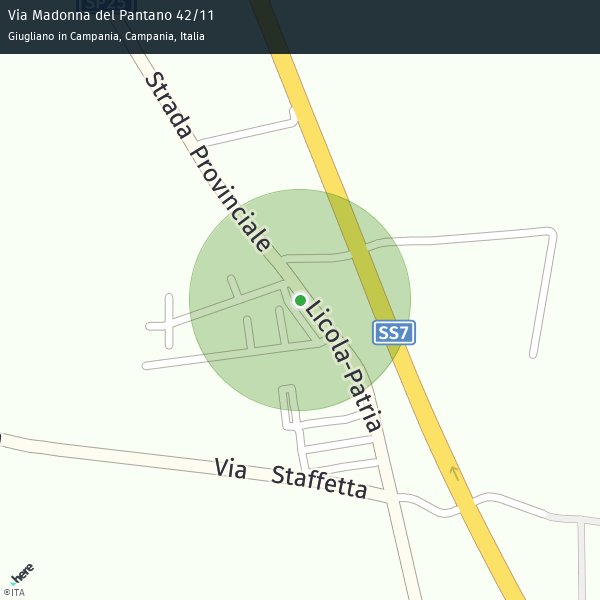 Via Madonna del Pantano 42/11
Giugliano in Campania, Campania, Italia
SP25
Strada Provinciale Licola-Patria
SS7
Via Staffetta
here
©ITA